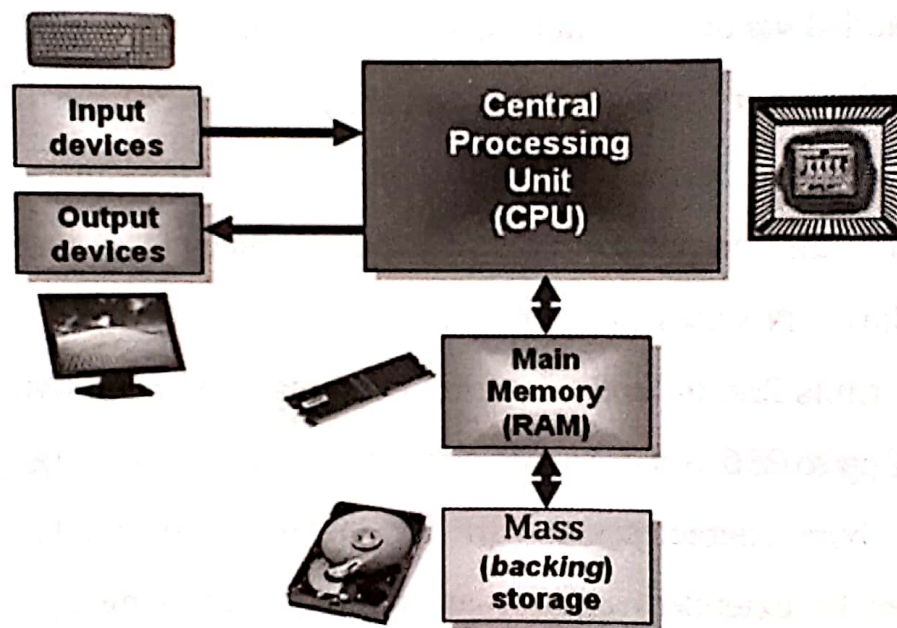 Input
devices
Central
Processing
Unit
(CPU)
Output
devices
Main
Memory
(RAM)
Mass
(backing)
storage